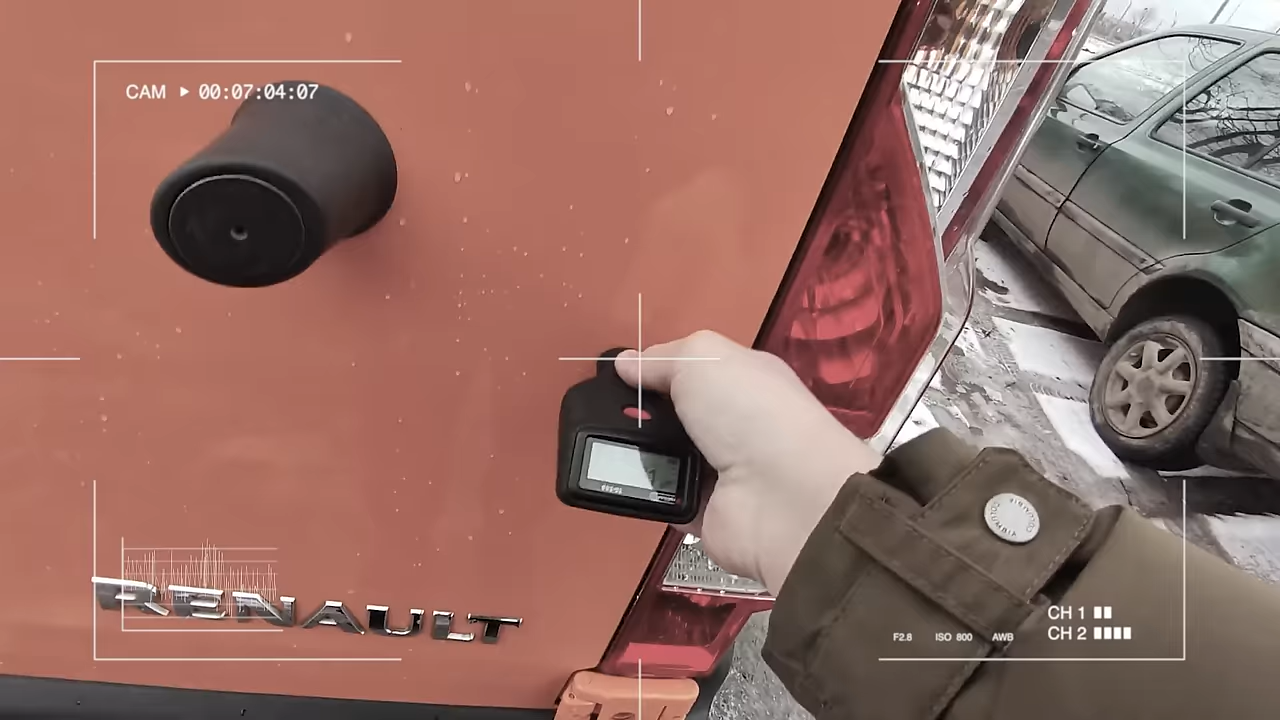 CAM ▶ 00:07:04:07
RENAULT
COLUMBIA
CH 1
CH 2
F2.8 ISO 800 AWB